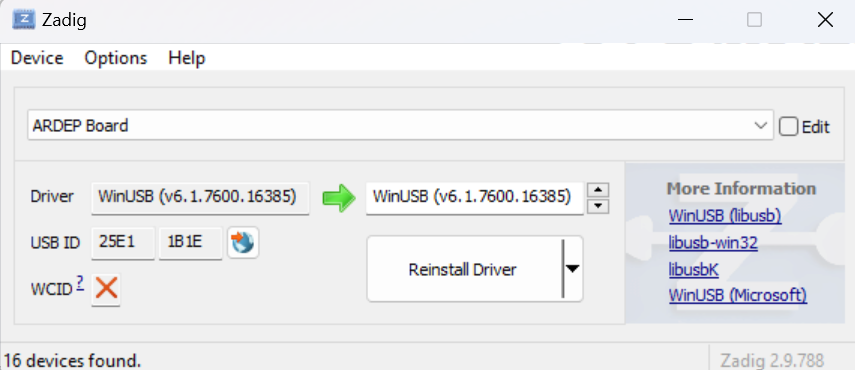 Zadig
Device Options Help
ARDEP Board Edit
Driver WinUSB (v6.1.7600.16385) WinUSB (v6.1.7600.16385)
USB ID 25E1 1B1E
WCID ?
Reinstall Driver
More Information
WinUSB (libusb)
libusb-win32
libusbK
WinUSB (Microsoft)
16 devices found. Zadig 2.9.788